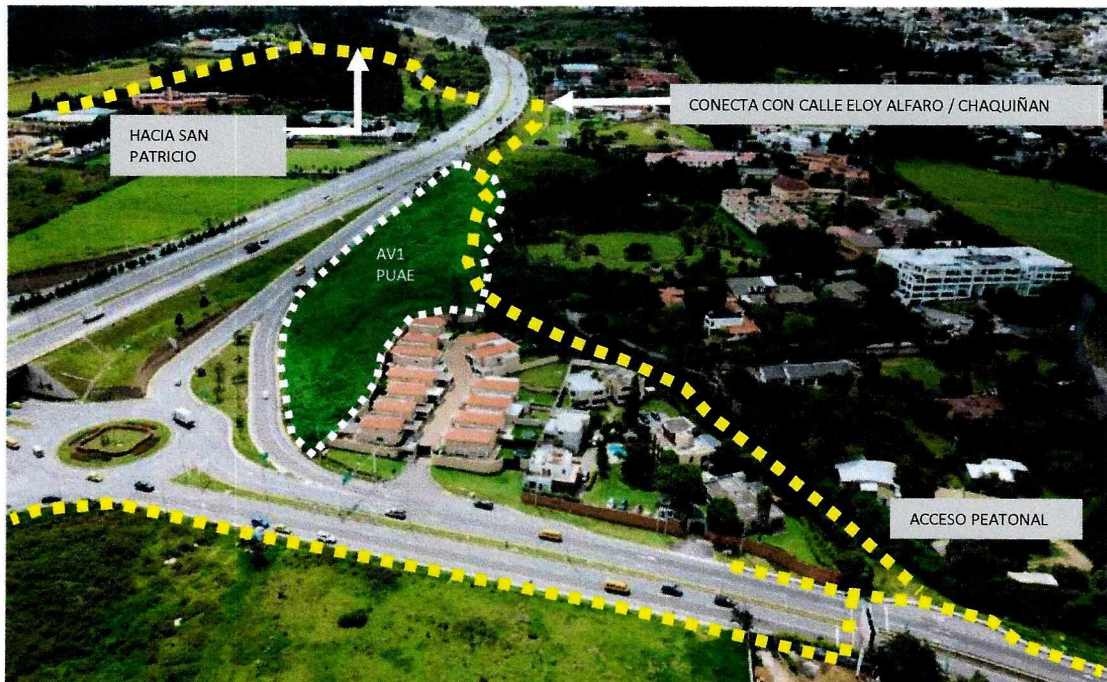 CONECTA CON CALLE ELOY ALFARO / CHAQUIÑAN
HACIA SAN
PATRICIO
AV1
PUAE
ACCESO PEATONAL